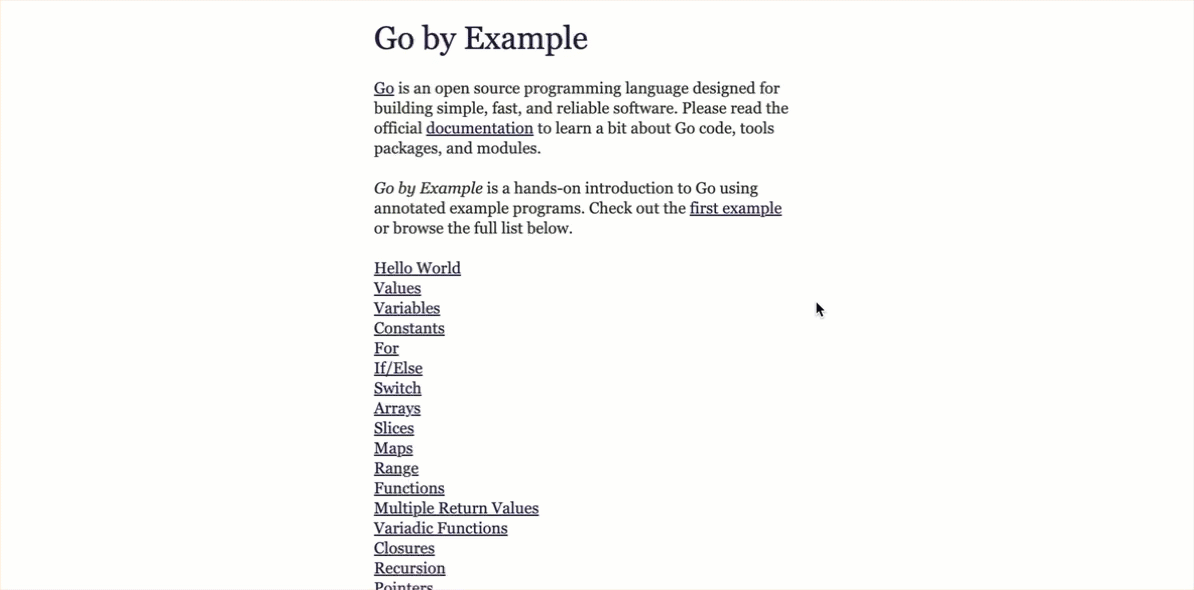 Go by Example
Go is an open source programming language designed for
building simple, fast, and reliable software. Please read the
official documentation to learn a bit about Go code, tools
packages, and modules.
Go by Example is a hands-on introduction to Go using
annotated example programs. Check out the first example
or browse the full list below.
Hello World
Values
Variables
Constants
For
If/Else
Switch
Arrays
Slices
Maps
Range
Functions
Multiple Return Values
Variadic Functions
Closures
Recursion
Pointers